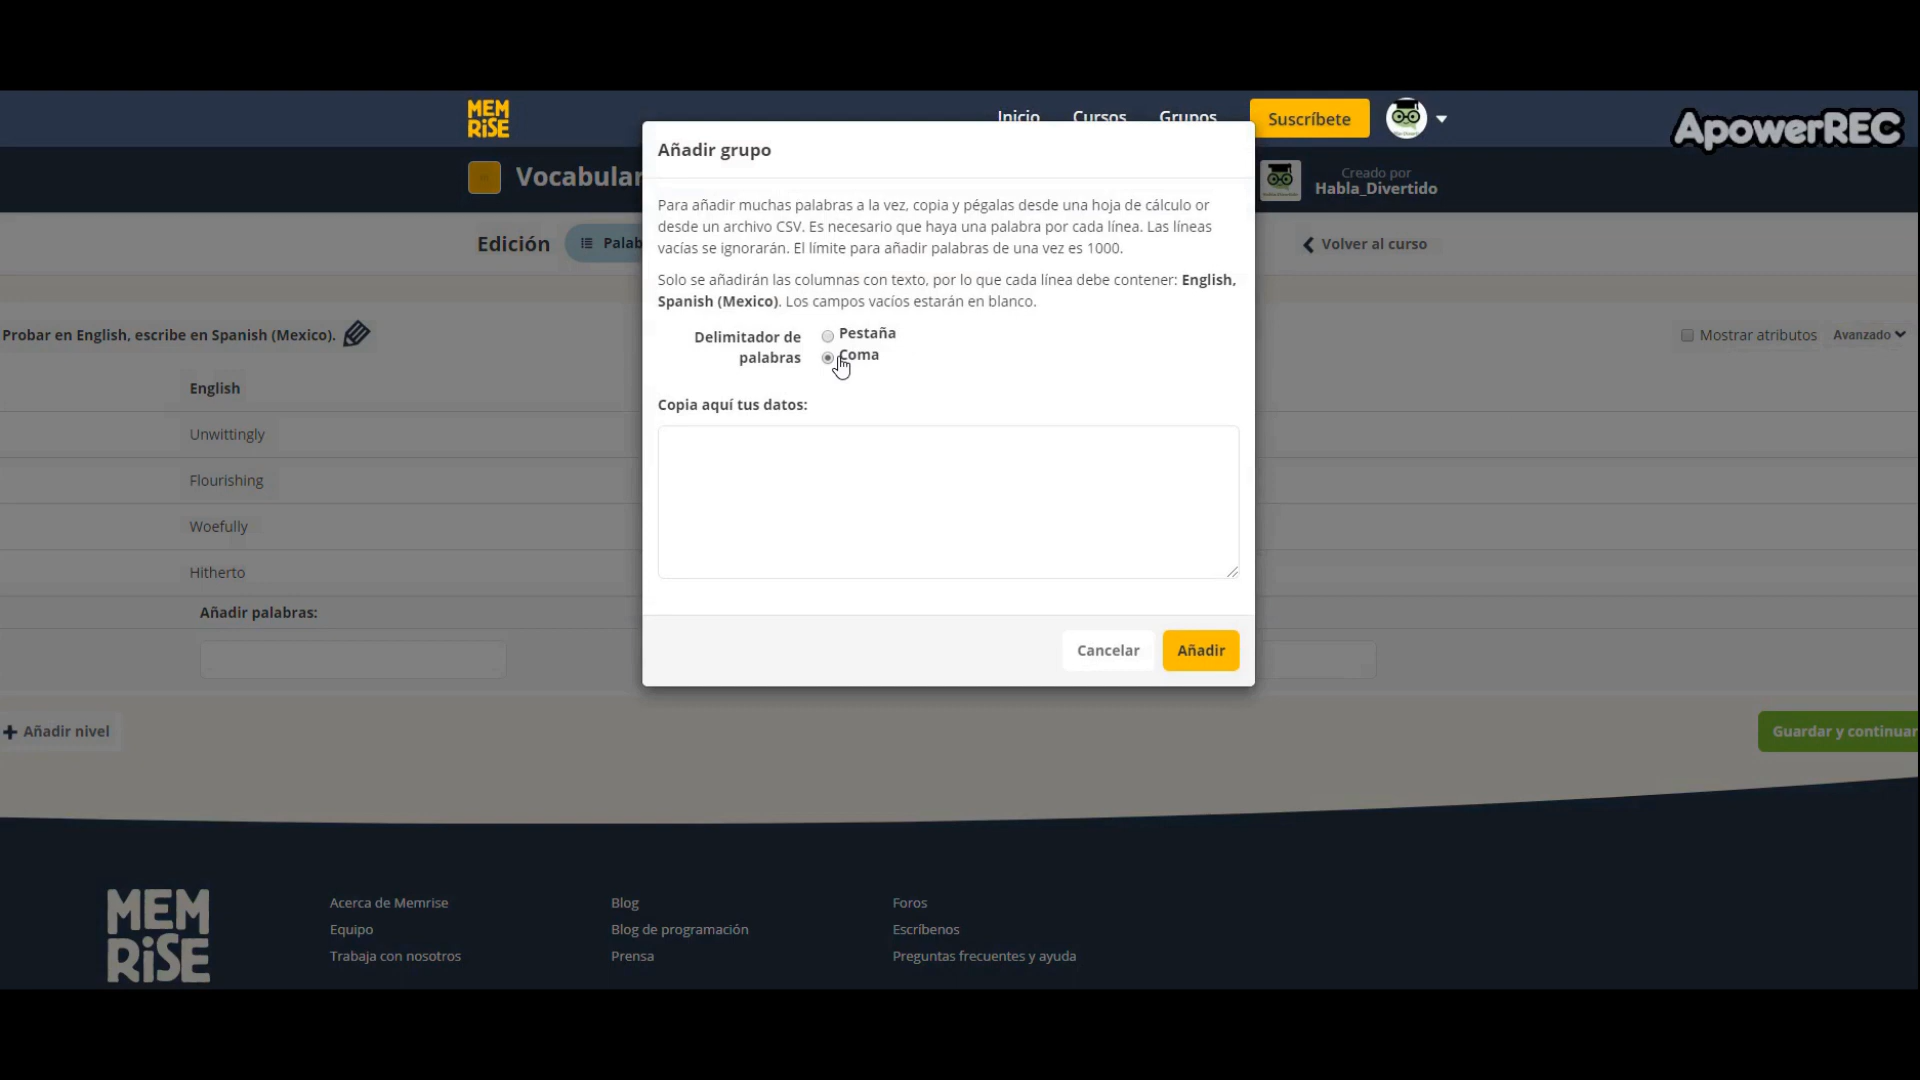 MEM
RiSE
Inicio
Cursos
Grupos
Suscríbete
ApowerREC
Vocabular
Creado por
Habla_Divertido
Edición
Palab
Volver al curso
Añadir grupo
Para añadir muchas palabras a la vez, copia y pégalas desde una hoja de cálculo or
desde un archivo CSV. Es necesario que haya una palabra por cada línea. Las líneas
vacías se ignorarán. El límite para añadir palabras de una vez es 1000.
Solo se añadirán las columnas con texto, por lo que cada línea debe contener: English,
Spanish (Mexico). Los campos vacíos estarán en blanco.
Delimitador de
palabras
Pestaña
Coma
Copia aquí tus datos:
Cancelar
Añadir
Probar en English, escribe en Spanish (Mexico).
Mostrar atributos
Avanzado
English
Unwittingly
Flourishing
Woefully
Hitherto
Añadir palabras:
Añadir nivel
Guardar y continuar
MEM
RiSE
Acerca de Memrise
Equipo
Trabaja con nosotros
Blog
Blog de programación
Prensa
Foros
Escríbenos
Preguntas frecuentes y ayuda